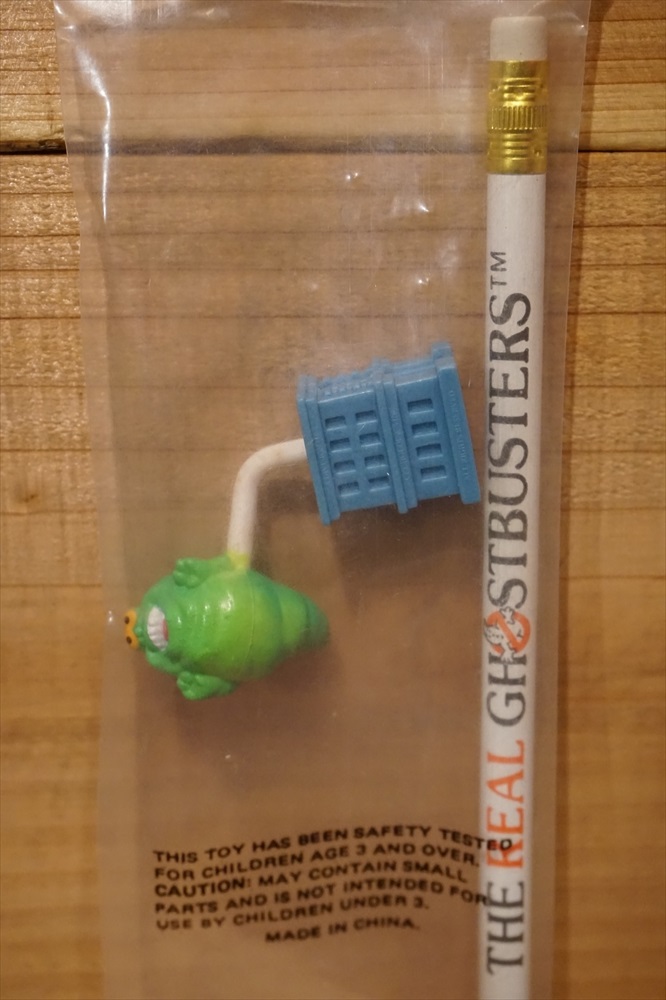 THE REAL GHOSTBUSTERS™
THIS TOY HAS BEEN SAFETY TESTED
FOR CHILDREN AGE 3 AND OVER.
CAUTION: MAY CONTAIN SMALL
PARTS AND IS NOT INTENDED FOR
USE BY CHILDREN UNDER 3.
MADE IN CHINA.